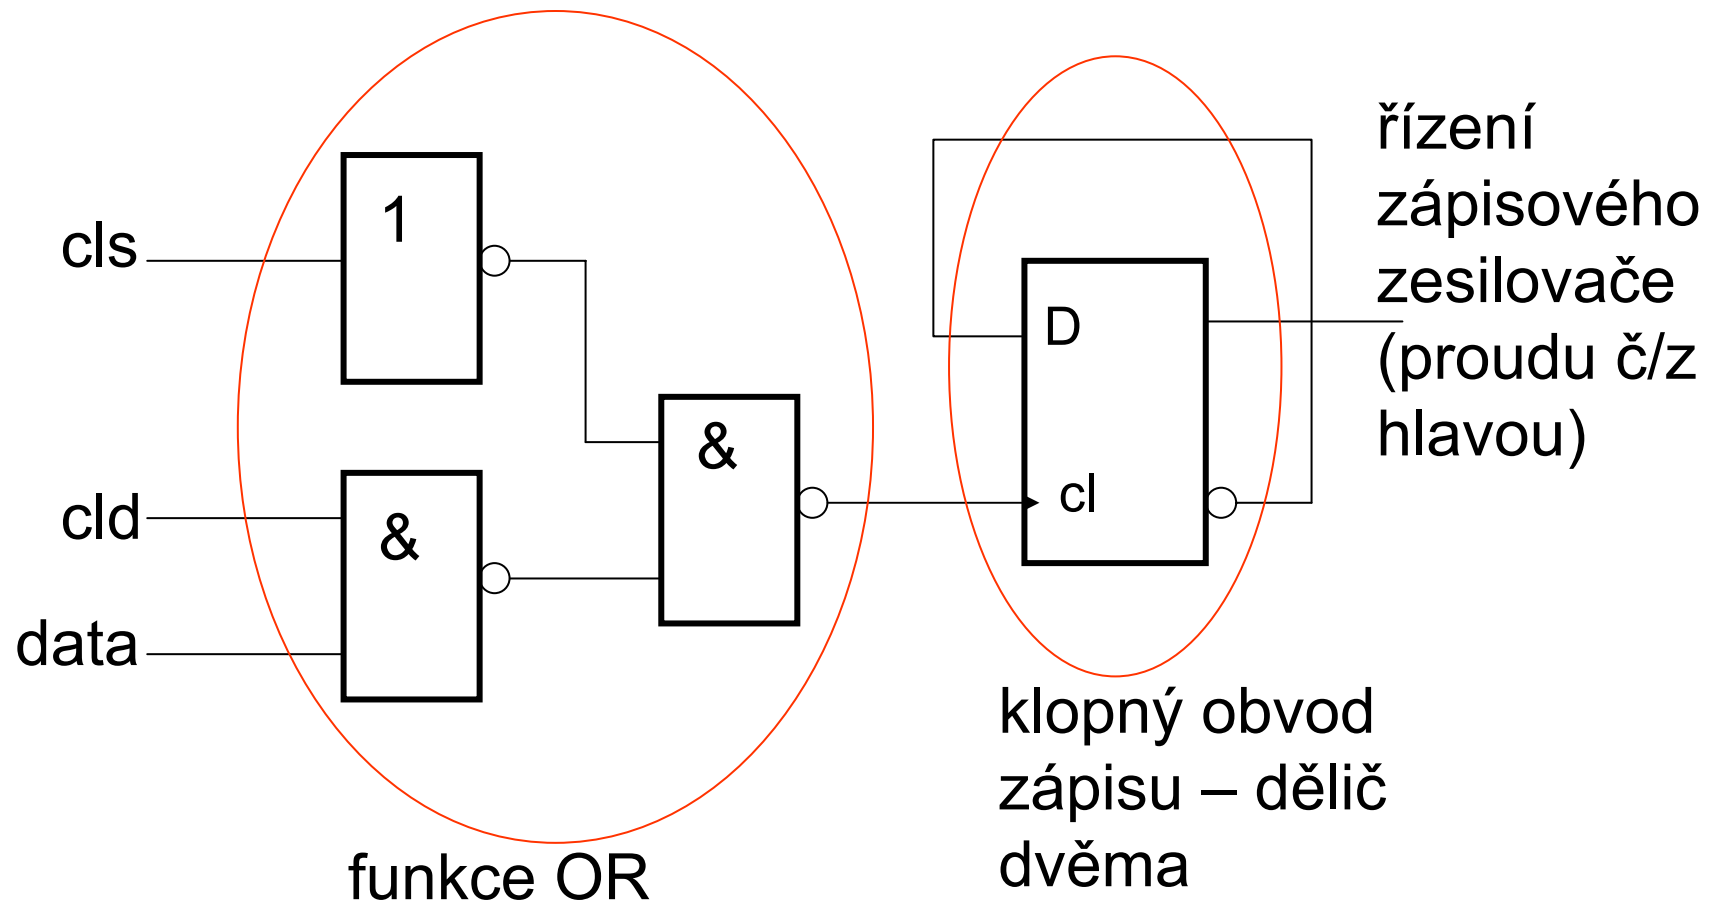 cls
1
cld
&
data
&
funkce OR
D
cl
klopný obvod
zápisu – dělič
dvěma
řízení
zápisového
zesilovače
(proudu č/z
hlavou)